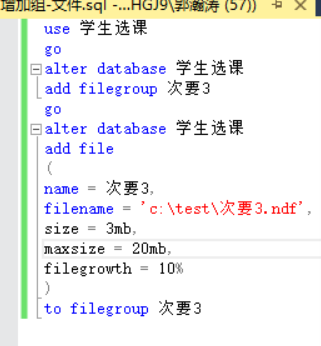 增加组-文件.sql -...HGJ9\郭瀚涛 (57))
use 学生选课
go
alter database 学生选课
add filegroup 次要3
go
alter database 学生选课
add file
(
name = 次要3,
filename = 'c:\test\次要3.ndf',
size = 3mb,
maxsize = 20mb,
filegrowth = 10%
)
to filegroup 次要3